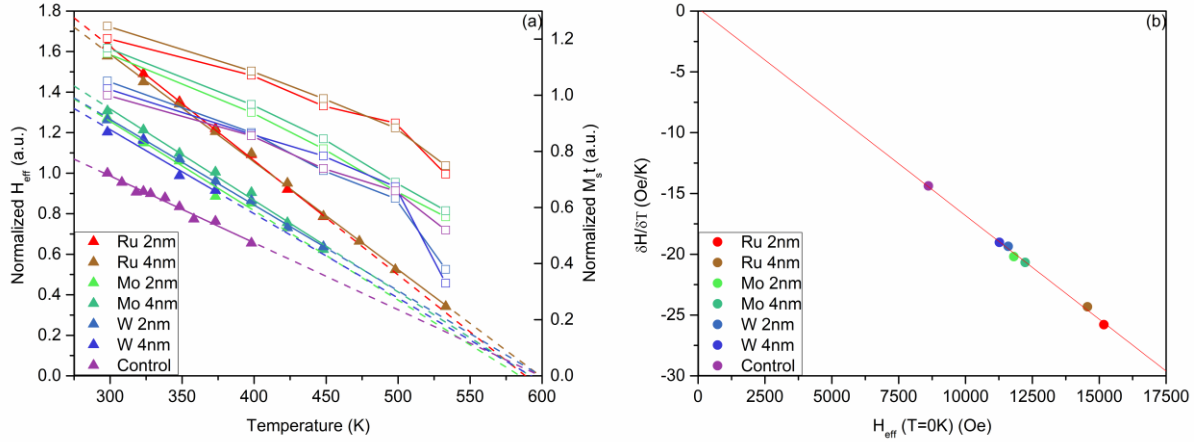 (a)
Normalized H_eff (a.u.)
1.8
1.6
1.4
1.2
1.0
0.8
0.6
0.4
0.2
0.0
Ru 2nm
Ru 4nm
Mo 2nm
Mo 4nm
W 2nm
W 4nm
Control
300
350
400
450
500
550
600
Temperature (K)
1.2
1.0
0.8
0.6
0.4
0.2
0.0
Normalized M_s t (a.u.)
(b)
δH/δT (Oe/K)
0
-5
-10
-15
-20
-25
-30
Ru 2nm
Ru 4nm
Mo 2nm
Mo 4nm
W 2nm
W 4nm
Control
0
2500
5000
7500
10000
12500
15000
17500
H_eff (T=0K) (Oe)